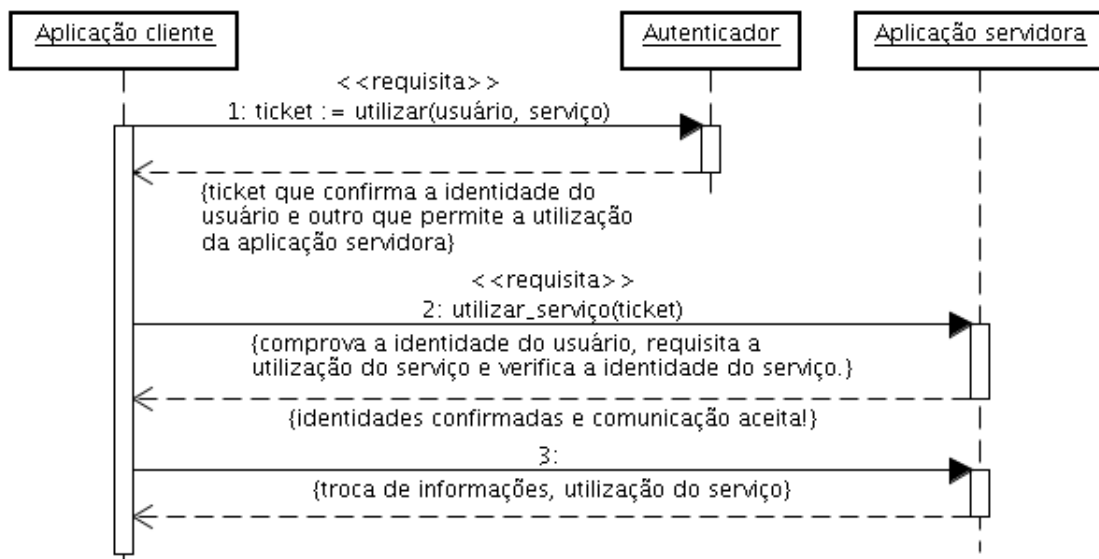 Aplicação cliente
Autenticador
Aplicação servidora
<<requisita>>
1: ticket := utilizar(usuário, serviço)
{ticket que confirma a identidade do
usuário e outro que permite a utilização
da aplicação servidora}
<<requisita>>
2: utilizar_serviço(ticket)
{comprova a identidade do usuário, requisita a
utilização do serviço e verifica a identidade do serviço.}
{identidades confirmadas e comunicação aceita!}
3:
{troca de informações, utilização do serviço}